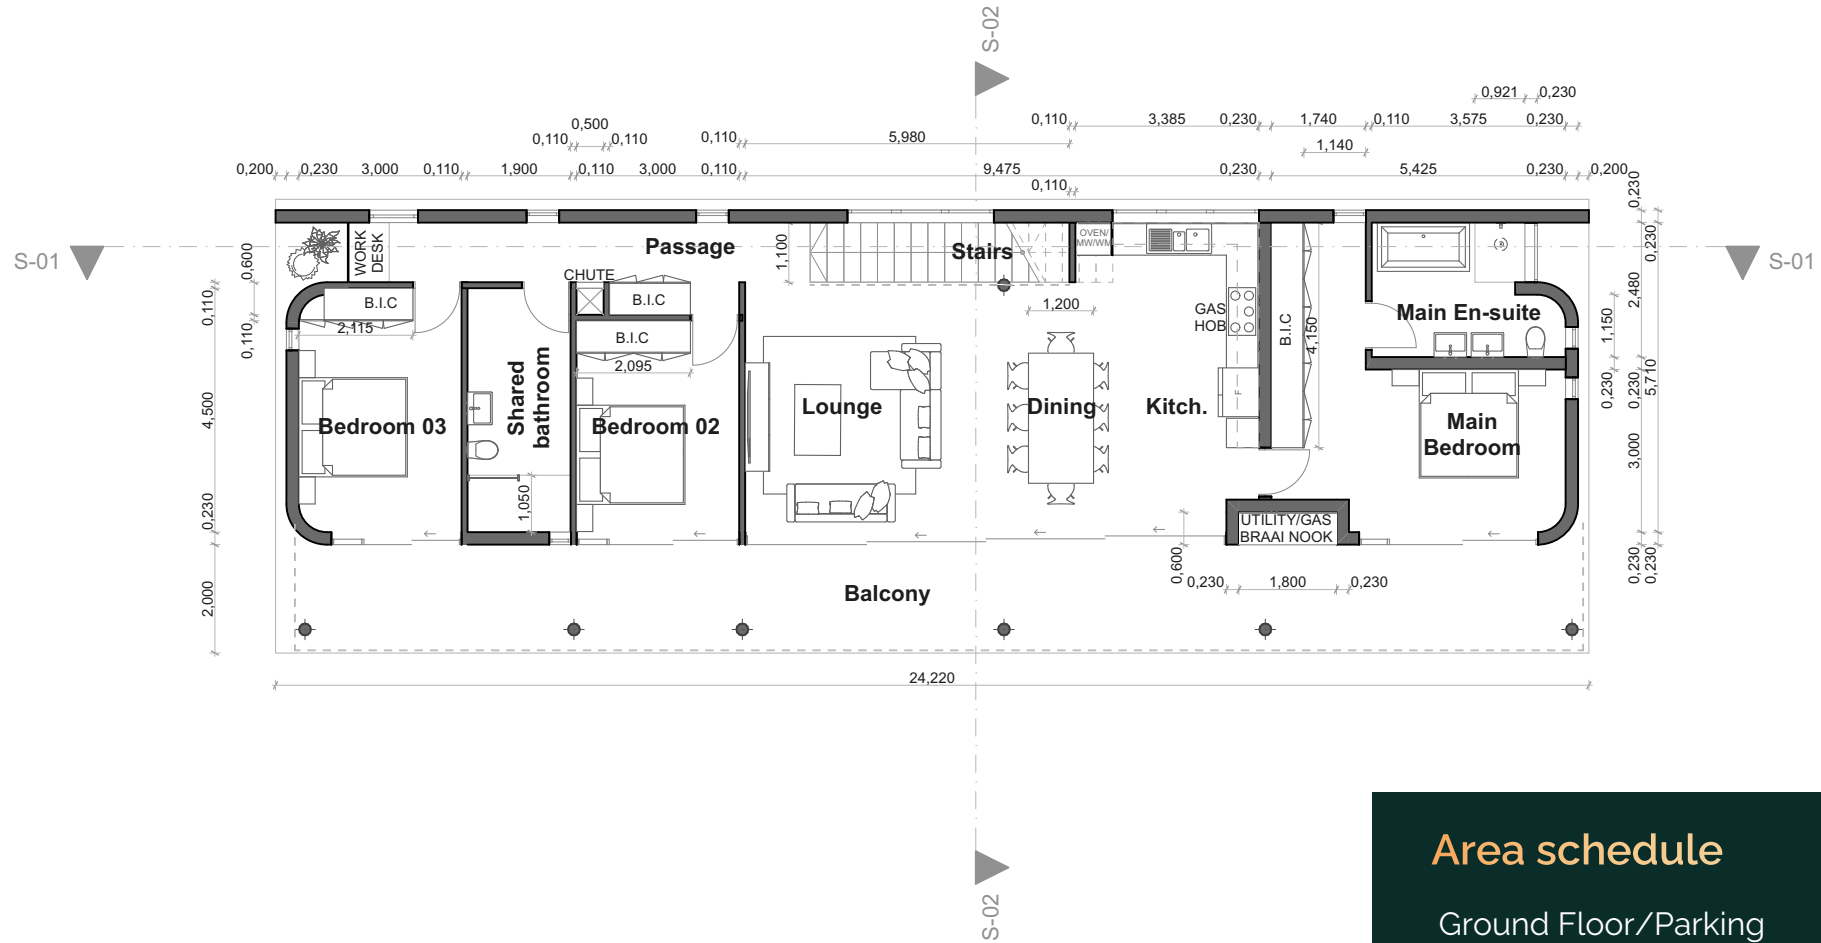 S-02
0,921 0,230
0,500
0,110 0,110
0,110 5,980
0,110 3,385 0,230 1,740 0,110 3,575 0,230
1,140
0,200 0,230 3,000 0,110 1,900 0,110 3,000 0,110 9,475 0,230 5,425 0,230 0,200
0,110
0,230
S-01
S-01
WORK
DESK
Passage
1,100
Stairs
OVEN/
MW/WM
0,600
0,110
0,110
0,230
2,480
1,150
CHUTE
B.I.C
B.I.C
B.I.C
2,115
2,095
1,200
GAS
HOB
B.I.C
4,150
Main En-suite
4,500
0,230
Bedroom 03
Shared
bathroom
Bedroom 02
Lounge
Dining
Kitch.
F
Main
Bedroom
0,230
0,230
5,710
3,000
1,050
UTILITY/GAS
BRAAI NOOK
0,600
0,230 1,800 0,230
0,230
0,230
2,000
Balcony
24,220
S-02
Area schedule
Ground Floor/Parking